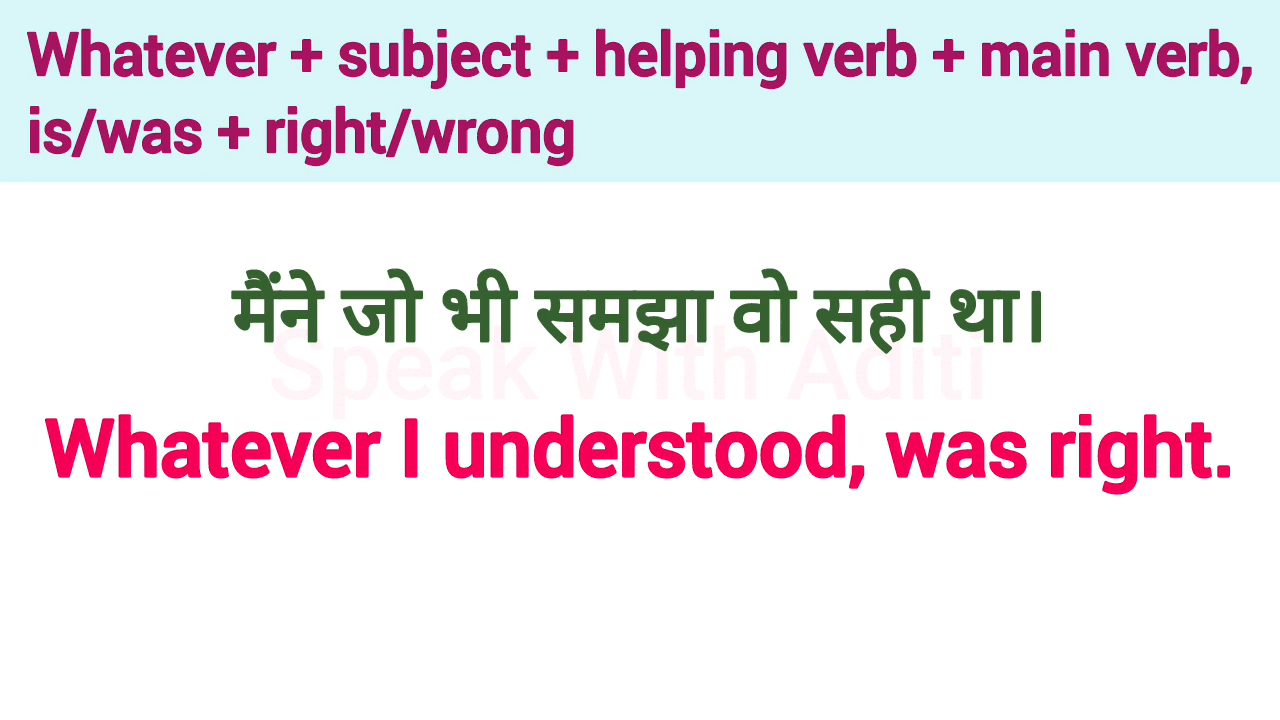 Whatever + subject + helping verb + main verb,
is/was + right/wrong
मैंने जो भी समझा वो सही था।
Speak With Aditi
Whatever I understood, was right.